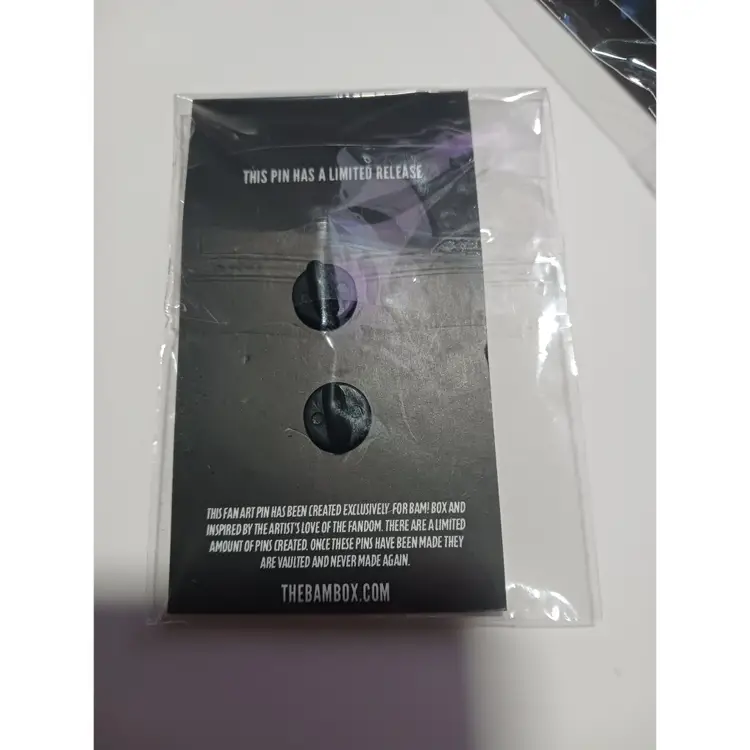 THIS PIN HAS A LIMITED RELEASE
THIS FAN ART PIN HAS BEEN CREATED EXCLUSIVELY FOR BAM! BOX AND
INSPIRED BY THE ARTIST'S LOVE OF THE FANDOM. THERE ARE A LIMITED
AMOUNT OF PINS CREATED. ONCE THESE PINS HAVE BEEN MADE THEY
ARE VAULTED AND NEVER MADE AGAIN.
THEBAMBOX.COM